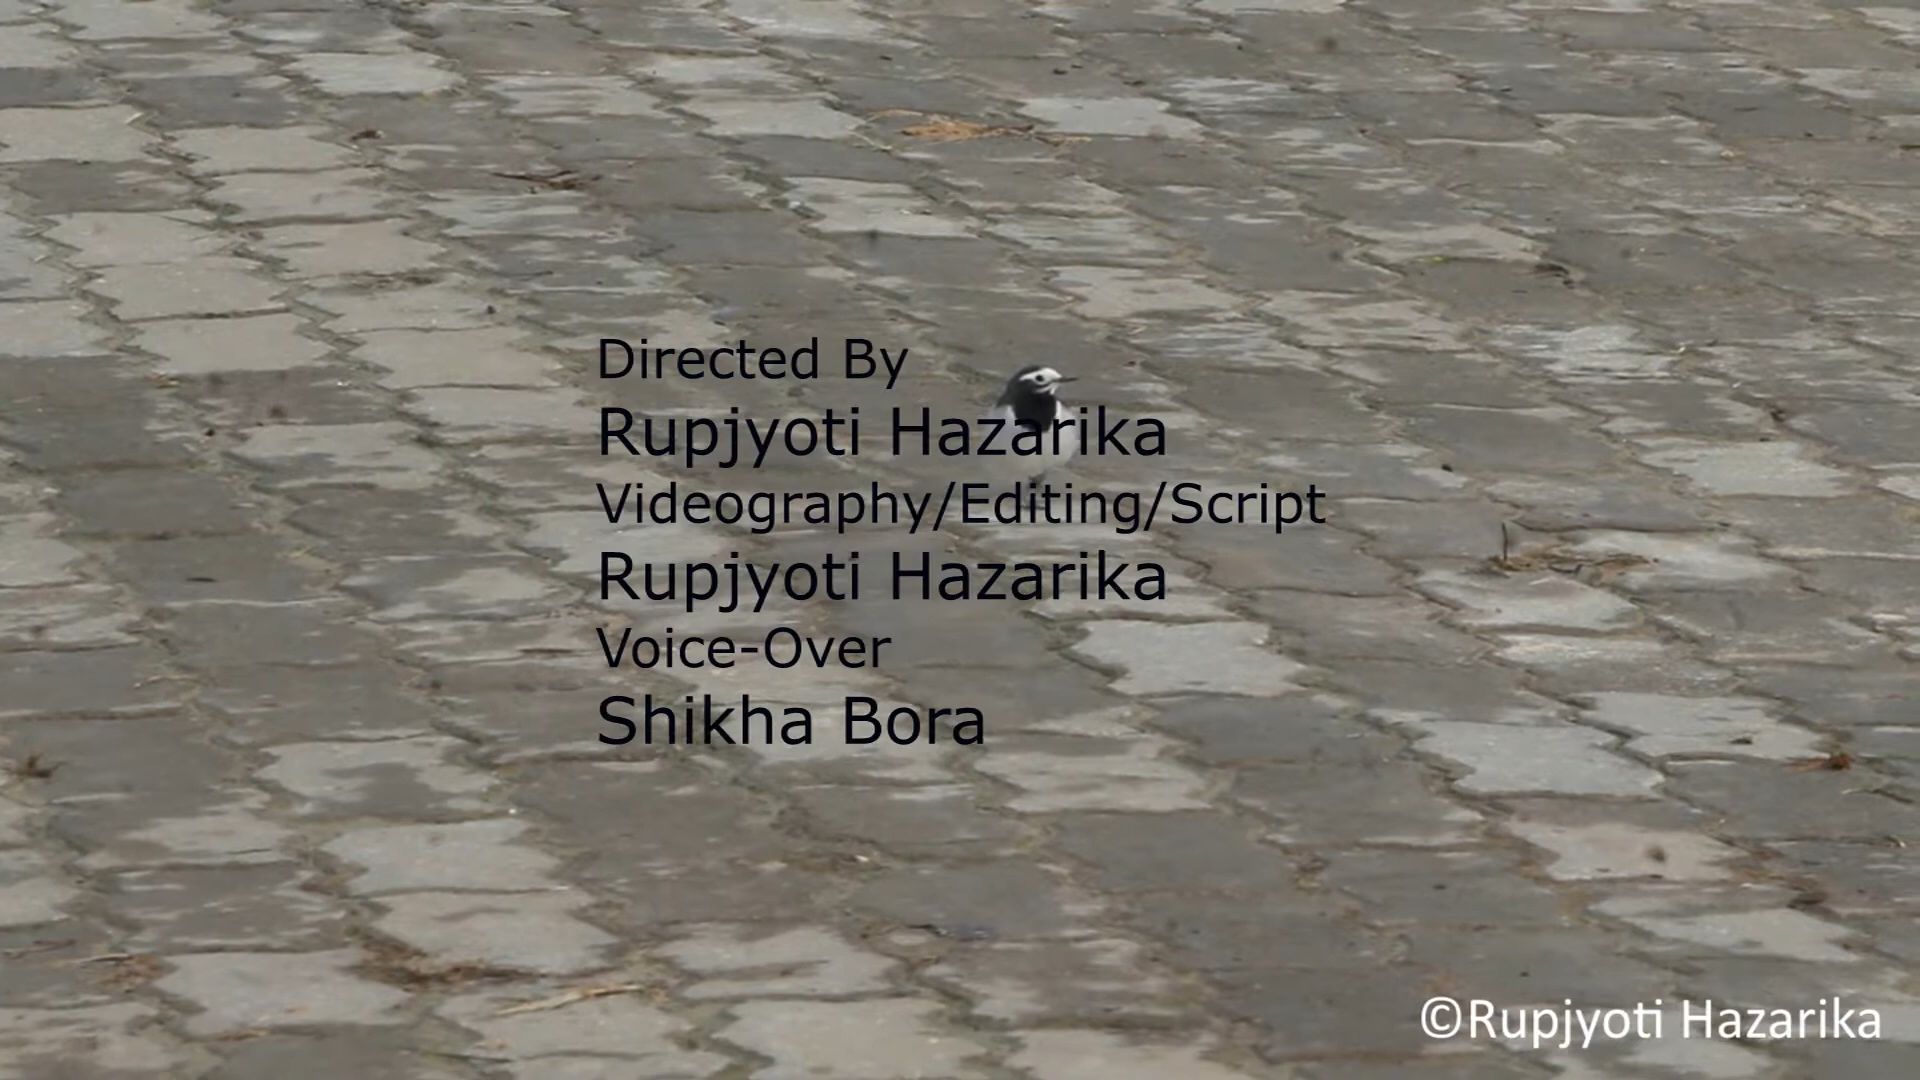 Directed By
Rupjyoti Hazarika
Videography/Editing/Script
Rupjyoti Hazarika
Voice-Over
Shikha Bora
©Rupjyoti Hazarika